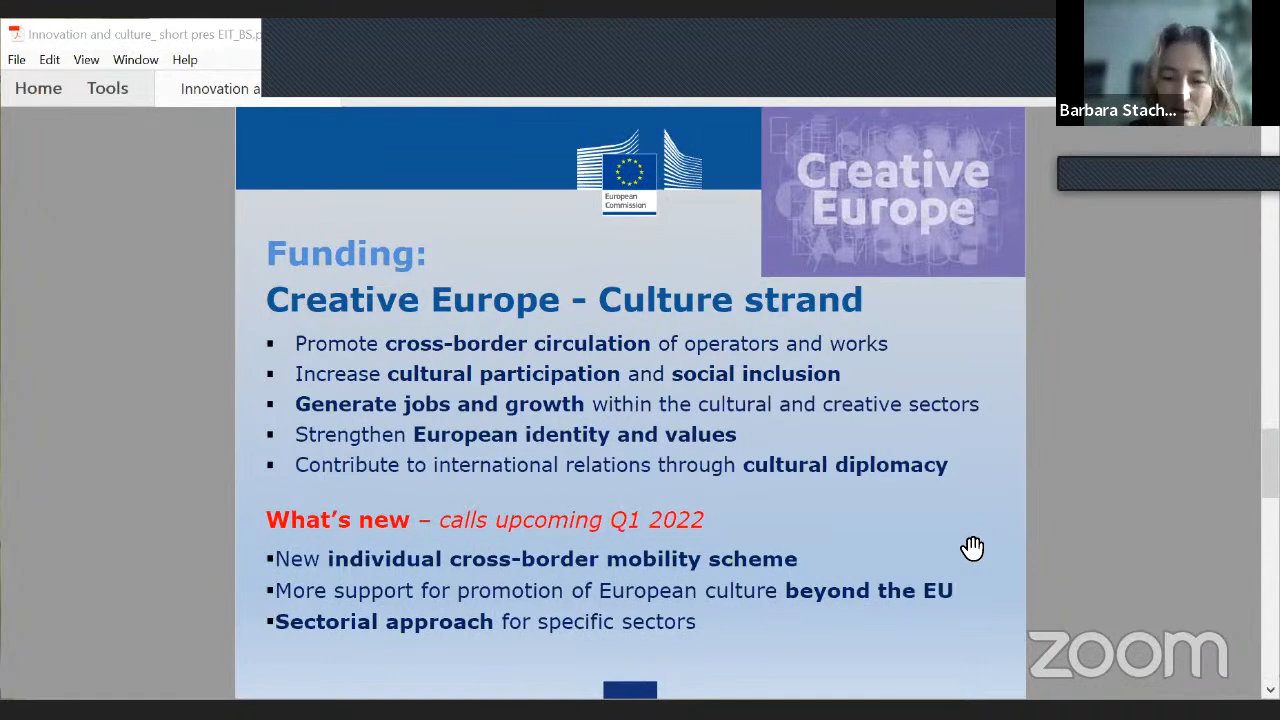 Innovation and culture_ short pres EIT_BS.p
File Edit View Window Help
Home Tools Innovation a
Barbara Stach...
European
Commission
Creative
Europe
Funding:
Creative Europe - Culture strand
▪ Promote cross-border circulation of operators and works
▪ Increase cultural participation and social inclusion
▪ Generate jobs and growth within the cultural and creative sectors
▪ Strengthen European identity and values
▪ Contribute to international relations through cultural diplomacy
What’s new – calls upcoming Q1 2022
▪New individual cross-border mobility scheme
▪More support for promotion of European culture beyond the EU
▪Sectorial approach for specific sectors
zoom